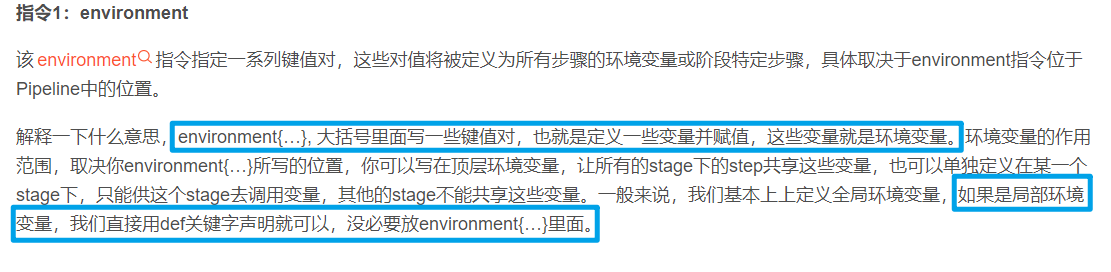 指令1：environment
该 environment 指令指定一系列键值对，这些对值将被定义为所有步骤的环境变量或阶段特定步骤，具体取决于environment指令位于
Pipeline中的位置。
解释一下什么意思，environment{…}, 大括号里面写一些键值对，也就是定义一些变量并赋值，这些变量就是环境变量。环境变量的作用
范围，取决你environment{…}所写的位置，你可以写在顶层环境变量，让所有的stage下的step共享这些变量，也可以单独定义在某一个
stage下，只能供这个stage去调用变量，其他的stage不能共享这些变量。一般来说，我们基本上上定义全局环境变量，如果是局部环境
变量，我们直接用def关键字声明就可以，没必要放environment{…}里面。